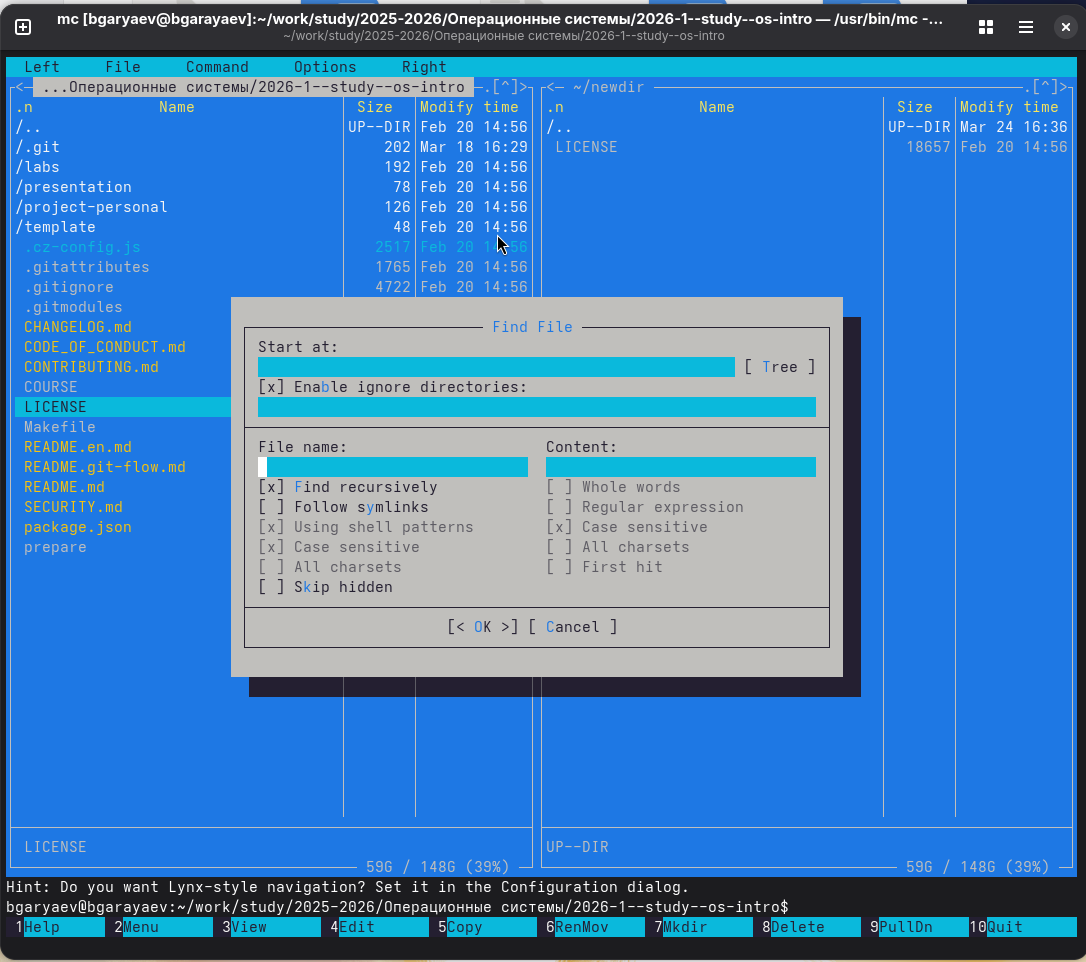 mc [bgaryaev@bgarayaev]:~/work/study/2025-2026/Операционные системы/2026-1--study--os-intro — /usr/bin/mc -...
~/work/study/2025-2026/Операционные системы/2026-1--study--os-intro
Left File Command Options Right
<— ...Операционные системы/2026-1--study--os-intro —.[^]> <— ~/newdir —.[^]>
.n Name Size Modify time .n Name Size Modify time
/.. UP--DIR Feb 20 14:56 /.. UP--DIR Mar 24 16:36
/.git 202 Mar 18 16:29 LICENSE 18657 Feb 20 14:56
/labs 192 Feb 20 14:56
/presentation 78 Feb 20 14:56
/project-personal 126 Feb 20 14:56
/template 48 Feb 20 14:56
.cz-config.js 2517 Feb 20 14:56
.gitattributes 1765 Feb 20 14:56
.gitignore 4722 Feb 20 14:56
.gitmodules
CHANGELOG.md Find File
CODE_OF_CONDUCT.md Start at:
CONTRIBUTING.md [ Tree ]
COURSE [x] Enable ignore directories:
LICENSE
Makefile
README.en.md File name: Content:
README.git-flow.md
README.md [x] Find recursively [ ] Whole words
SECURITY.md [ ] Follow symlinks [ ] Regular expression
package.json [x] Using shell patterns [x] Case sensitive
prepare [x] Case sensitive [ ] All charsets
[ ] All charsets [ ] First hit
[ ] Skip hidden
[< OK >] [ Cancel ]
LICENSE UP--DIR
59G / 148G (39%) 59G / 148G (39%)
Hint: Do you want Lynx-style navigation? Set it in the Configuration dialog.
bgaryaev@bgarayaev:~/work/study/2025-2026/Операционные системы/2026-1--study--os-intro$
1Help 2Menu 3View 4Edit 5Copy 6RenMov 7Mkdir 8Delete 9PullDn 10Quit